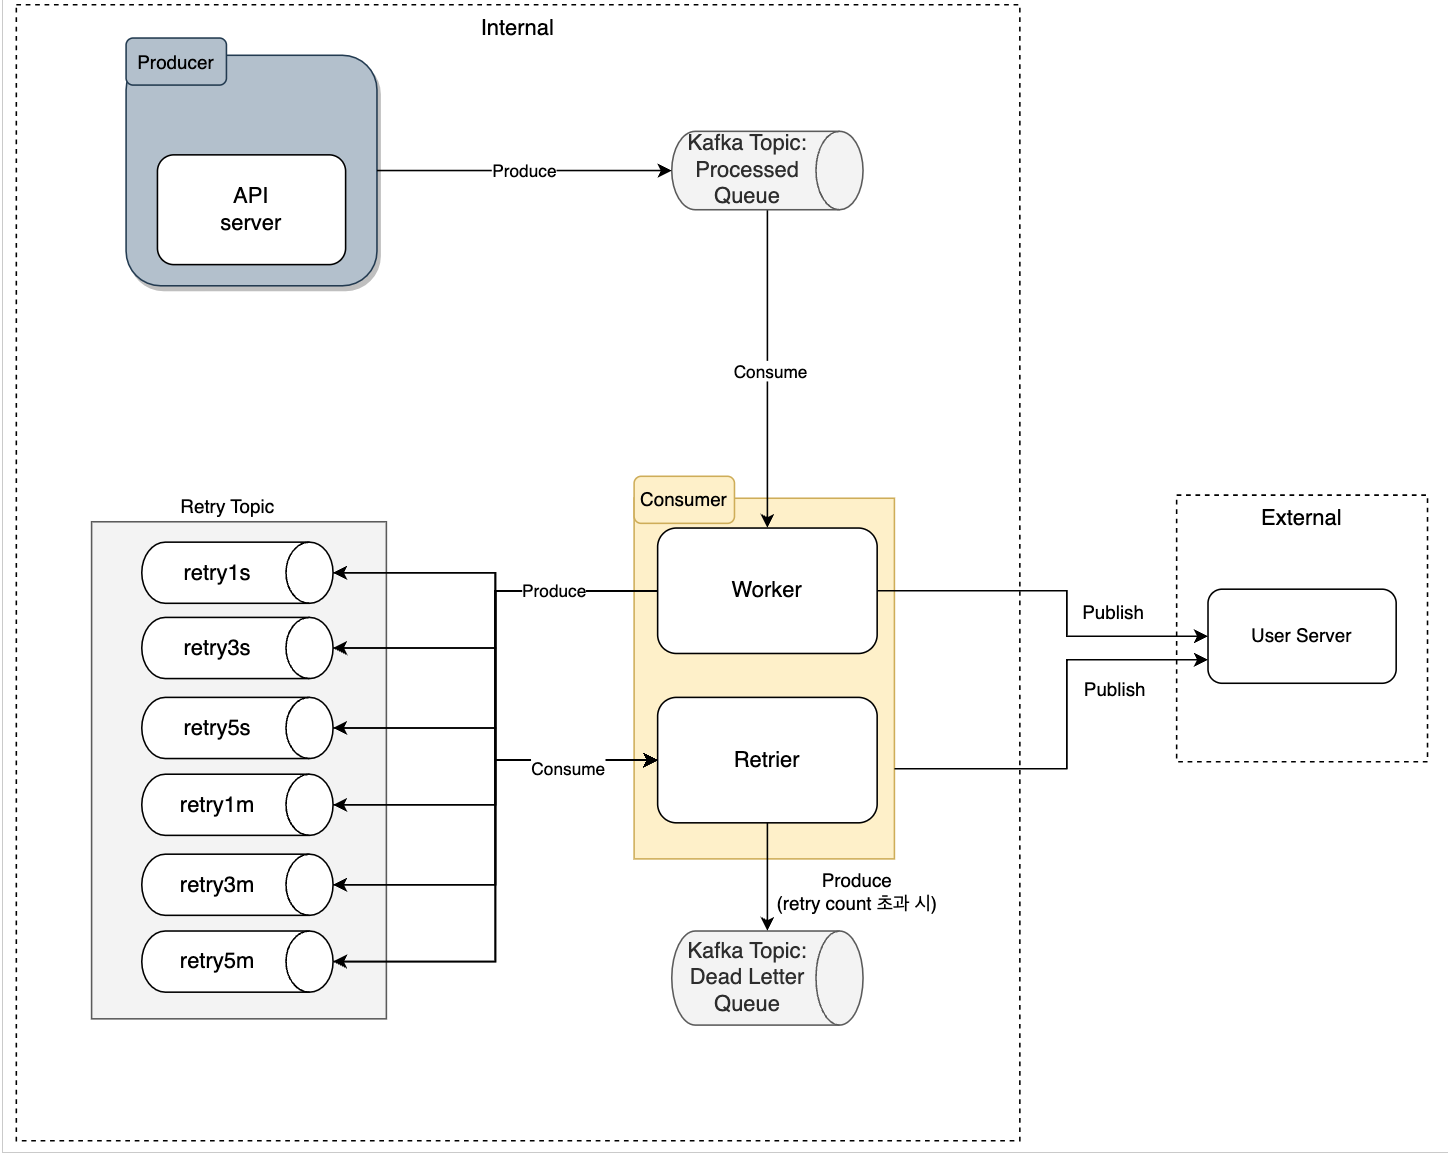 Internal
Producer
API
server
Produce
Kafka Topic:
Processed
Queue
Consume
Retry Topic
retry1s
retry3s
retry5s
retry1m
retry3m
retry5m
Produce
Consume
Consumer
Worker
Retrier
Publish
Publish
External
User Server
Produce
(retry count 초과 시)
Kafka Topic:
Dead Letter
Queue